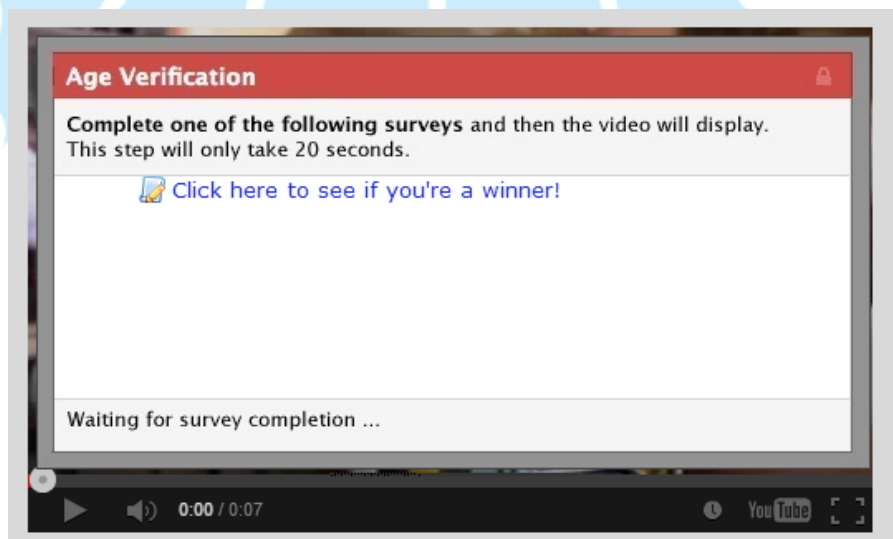 Age Verification
Complete one of the following surveys and then the video will display.
This step will only take 20 seconds.
Click here to see if you're a winner!
Waiting for survey completion ...
0:00 / 0:07
YouTube